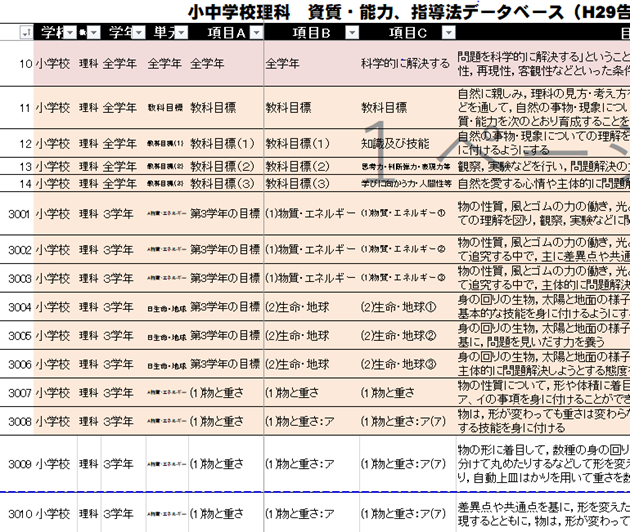 小中学校理科　資質・能力、指導法データベース（H29告
学校 学年 単元 項目A 項目B 項目C
10 小学校 理科 全学年 全学年 全学年 全学年 科学的に解決する 問題を科学的に解決する」ということ
性，再現性，客観性などといった条件
11 小学校 理科 全学年 教科目標 教科目標 教科目標 教科目標 自然に親しみ，理科の見方・考え方
どを通して，自然の事物・現象につい
質・能力を次のとおり育成することを
12 小学校 理科 全学年 教科目標(1) 教科目標(1) 教科目標(1) 知識及び技能 自然の事物・現象についての理解を
に付けるようにする
13 小学校 理科 全学年 教科目標(2) 教科目標(2) 教科目標(2) 思考力・判断力・表現力等 観察，実験などを行い，問題解決の
14 小学校 理科 全学年 教科目標(3) 教科目標(3) 教科目標(3) 学びに向かう力・人間性等 自然を愛する心情や主体的に問題解
1ページ
3001 小学校 理科 3学年 A物質・エネルギー 第3学年の目標 (1)物質・エネルギー (1)物質・エネルギー① 物の性質，風とゴムの力の働き，光と
ての理解を図り，観察，実験などに関
3002 小学校 理科 3学年 A物質・エネルギー 第3学年の目標 (1)物質・エネルギー (1)物質・エネルギー② 物の性質，風とゴムの力の働き，光と
て追究する中で，主に差異点や共通
3003 小学校 理科 3学年 A物質・エネルギー 第3学年の目標 (1)物質・エネルギー (1)物質・エネルギー③ 物の性質，風とゴムの力の働き，光と
て追究する中で，主体的に問題解決
3004 小学校 理科 3学年 B生命・地球 第3学年の目標 (2)生命・地球 (2)生命・地球① 身の回りの生物，太陽と地面の様子
基本的な技能を身に付けるようにす
3005 小学校 理科 3学年 B生命・地球 第3学年の目標 (2)生命・地球 (2)生命・地球② 身の回りの生物，太陽と地面の様子
基に，問題を見いだす力を養う
3006 小学校 理科 3学年 B生命・地球 第3学年の目標 (2)生命・地球 (2)生命・地球③ 身の回りの生物，太陽と地面の様子
主体的に問題解決しようとする態度
3007 小学校 理科 3学年 A物質・エネルギー (1)物と重さ (1)物と重さ (1)物と重さ 物の性質について，形や体積に着目
ア、イの事項を身に付けることができ
3008 小学校 理科 3学年 A物質・エネルギー (1)物と重さ (1)物と重さ：ア (1)物と重さ：ア(ア) 物は，形が変わっても重さは変わらな
する技能を身に付ける
3009 小学校 理科 3学年 A物質・エネルギー (1)物と重さ (1)物と重さ：ア (1)物と重さ：ア(ア) 物の形に着目して，数種の身の回り
分けて丸めたりするなどして形を変え
り，自動上皿はかりを用いて重さを数
3010 小学校 理科 3学年 A物質・エネルギー (1)物と重さ (1)物と重さ：ア (1)物と重さ：ア(ア) 差異点や共通点を基に，形を変えた
現するとともに，物は，形が変わって